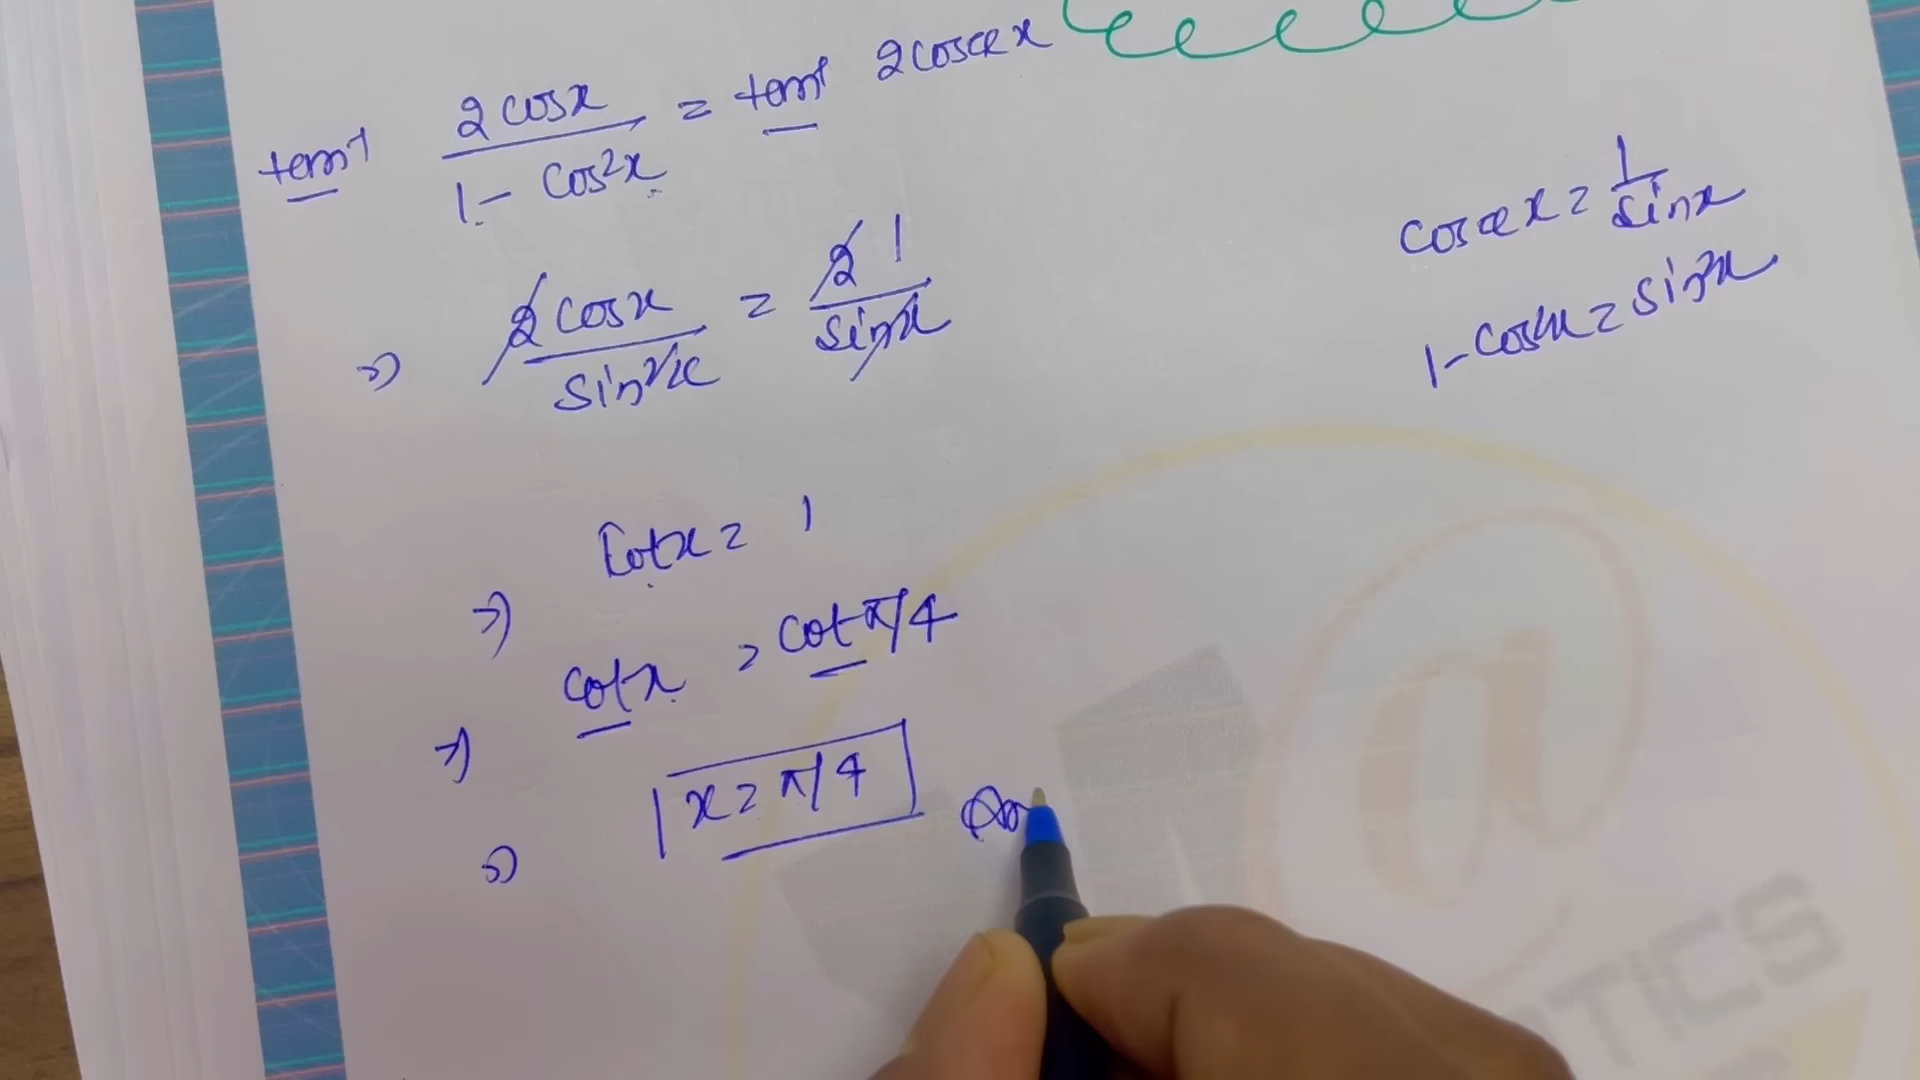 tan⁻¹ 2cosx / 1 - cos²x = tan⁻¹ 2cosec x
cosec x = 1 / sinx
1 - cos²x = sin²x
⇒ 2cosx / sin²x = 2 1 / sinx
cotx = 1
⇒ cotx = cot π/4
⇒ x = π/4
⇒
TICS